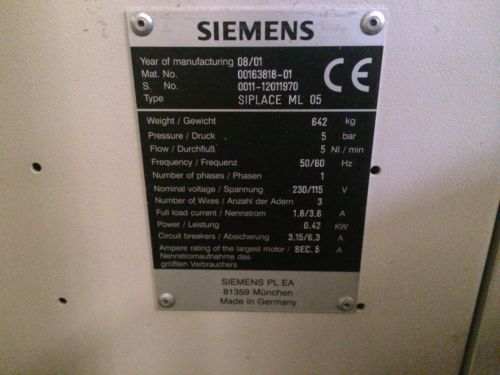 SIEMENS
Year of manufacturing 08/01
Mat. No. 00163818-01
S. No. 0011-12011970
Type SIPLACE ML 05
CE
Weight / Gewicht 642 kg
Pressure / Druck 5 bar
Flow / Durchfluß 5 Nl / min
Frequency / Frequenz 50/60 Hz
Number of phases / Phasen 1
Nominal voltage / Spannung 230/115 V
Number of Wires / Anzahl der Adern 3
Full load current / Nennstrom 1.8/3.6 A
Power / Leistung 0.42 KW
Circuit breakers / Absicherung 3.15/6.3 A
Ampere rating of the largest motor / SEC. 5 A
Nennstromaufnahme des
größten Verbrauchers
SIEMENS PL EA
81359 München
Made in Germany